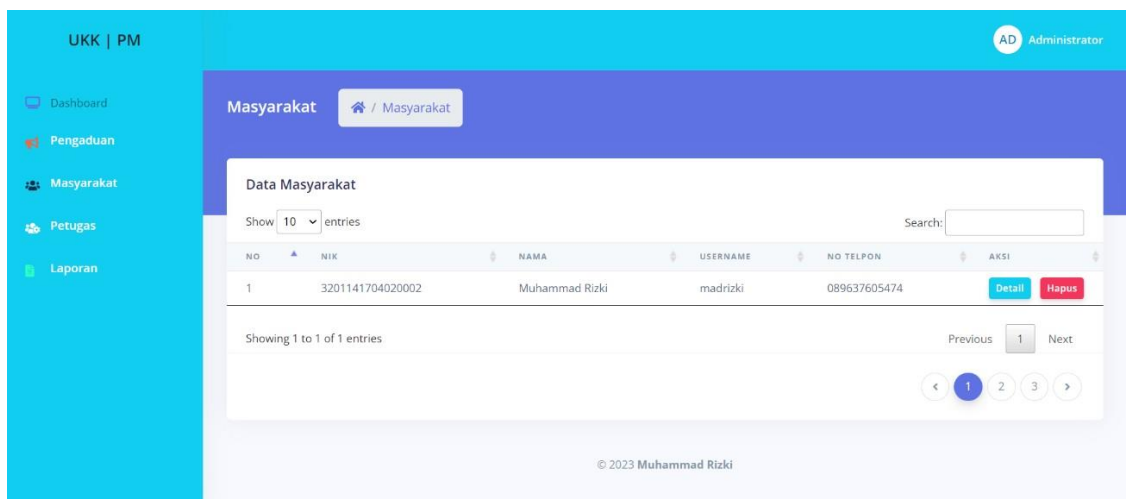 UKK | PM
AD Administrator
Dashboard
Pengaduan
Masyarakat
Petugas
Laporan
Masyarakat
/ Masyarakat
Data Masyarakat
Show 10 entries
Search:
NO NIK NAMA USERNAME NO TELPON AKSI
1 3201141704020002 Muhammad Rizki madrizki 089637605474 Detail Hapus
Showing 1 to 1 of 1 entries
Previous 1 Next
1 2 3
© 2023 Muhammad Rizki